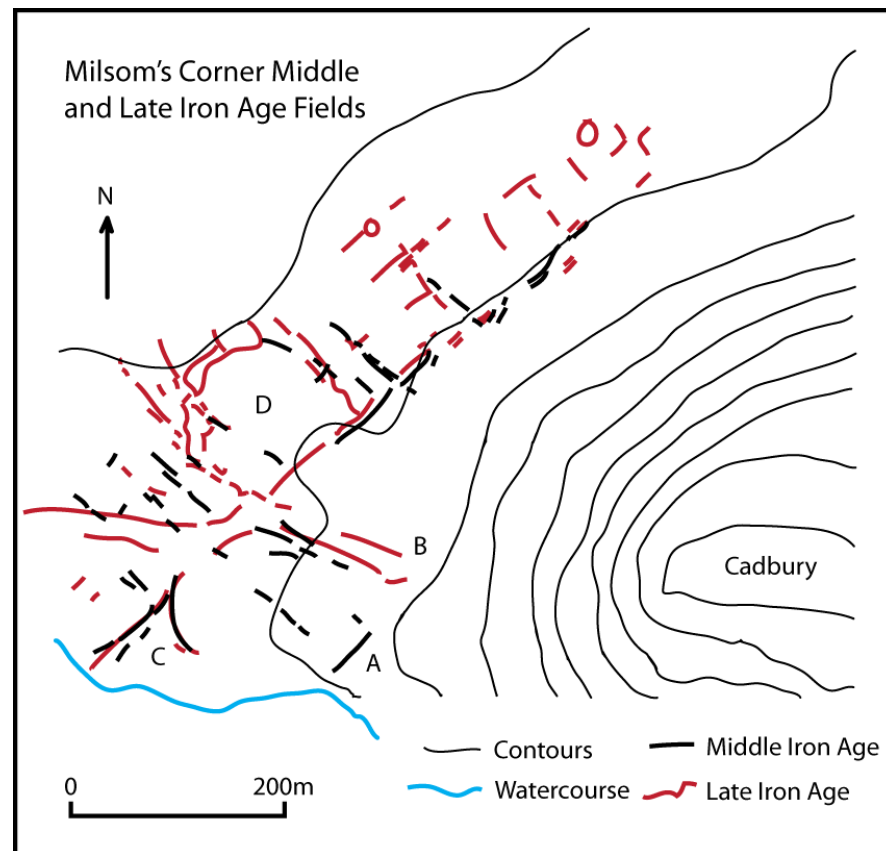 Milsom's Corner Middle
and Late Iron Age Fields
N
D
B
Cadbury
A
C
Contours
Middle Iron Age
0
200m
Watercourse
Late Iron Age